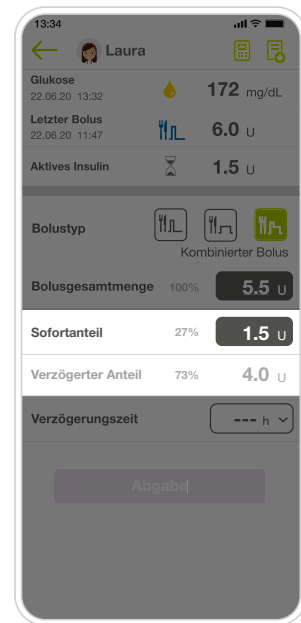 13:34
Laura
Glukose
22.06.20 13:32
172 mg/dL
Letzter Bolus
22.06.20 11:47
6.0 U
Aktives Insulin
1.5 U
Bolustyp
Kombinierter Bolus
Bolusgesamtmenge 100% 5.5 U
Sofortanteil 27% 1.5 U
Verzögerter Anteil 73% 4.0 U
Verzögerungszeit --- h
Abgabe